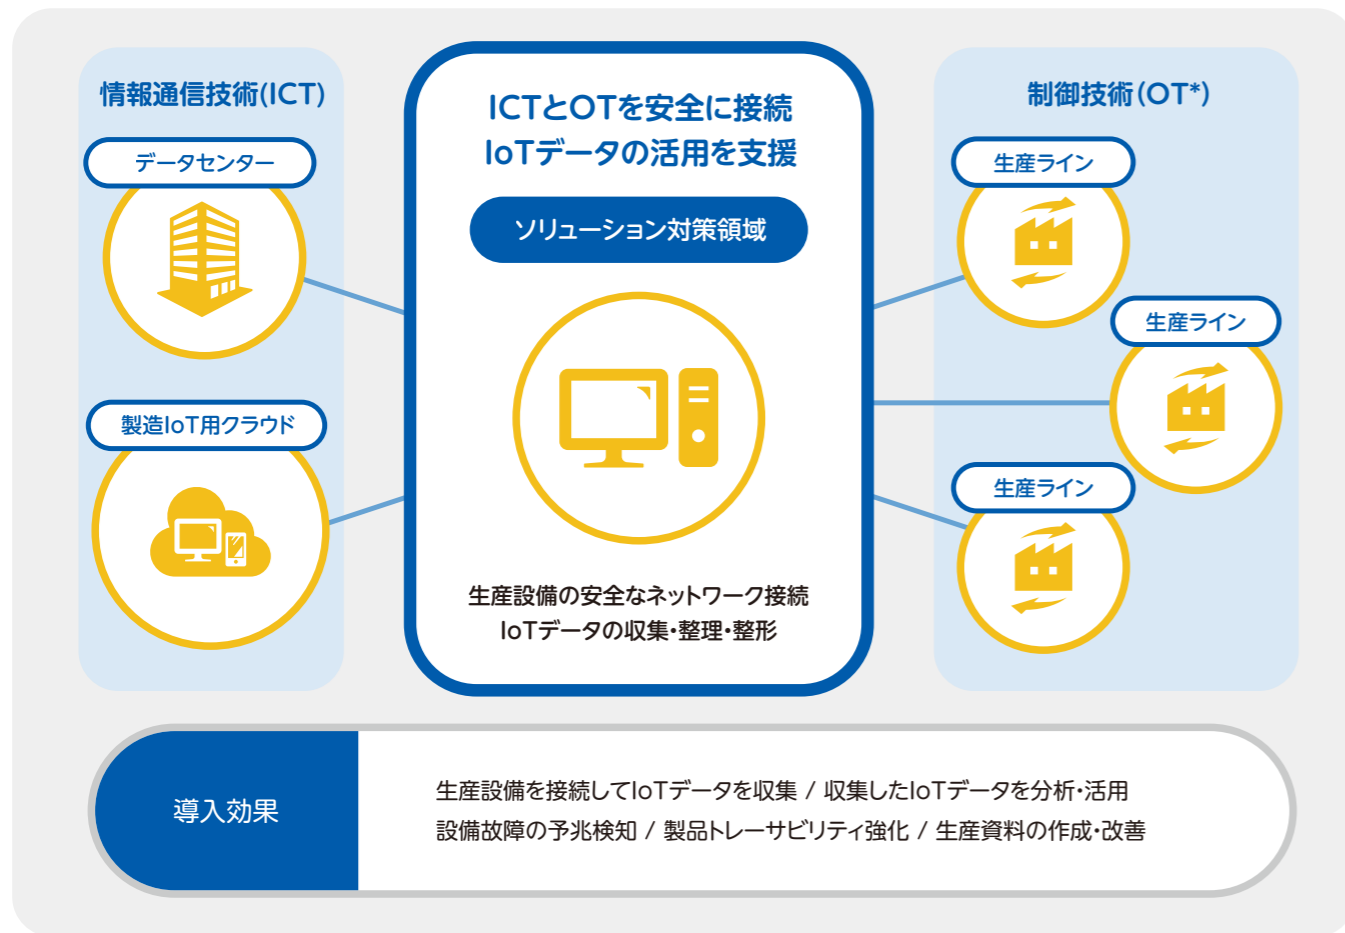 情報通信技術(ICT)
データセンター
製造IoT用クラウド
ICTとOTを安全に接続
IoTデータの活用を支援
ソリューション対策領域
生産設備の安全なネットワーク接続
IoTデータの収集・整理・整形
制御技術(OT*)
生産ライン
生産ライン
生産ライン
導入効果
生産設備を接続してIoTデータを収集 / 収集したIoTデータを分析・活用
設備故障の予兆検知 / 製品トレーサビリティ強化 / 生産資料の作成・改善